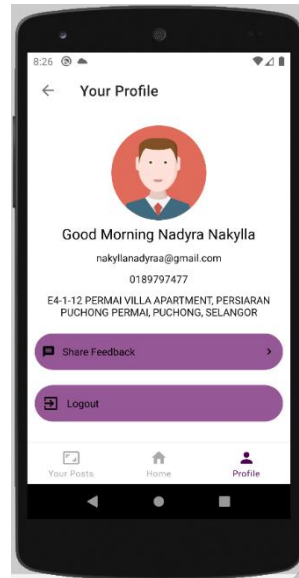 8:26
Your Profile
Good Morning Nadyra Nakylla
nakyllanadyraa@gmail.com
0189797477
E4-1-12 PERMAI VILLA APARTMENT, PERSIARAN
PUCHONG PERMAI, PUCHONG, SELANGOR
Share Feedback
Logout
Your Posts Home Profile